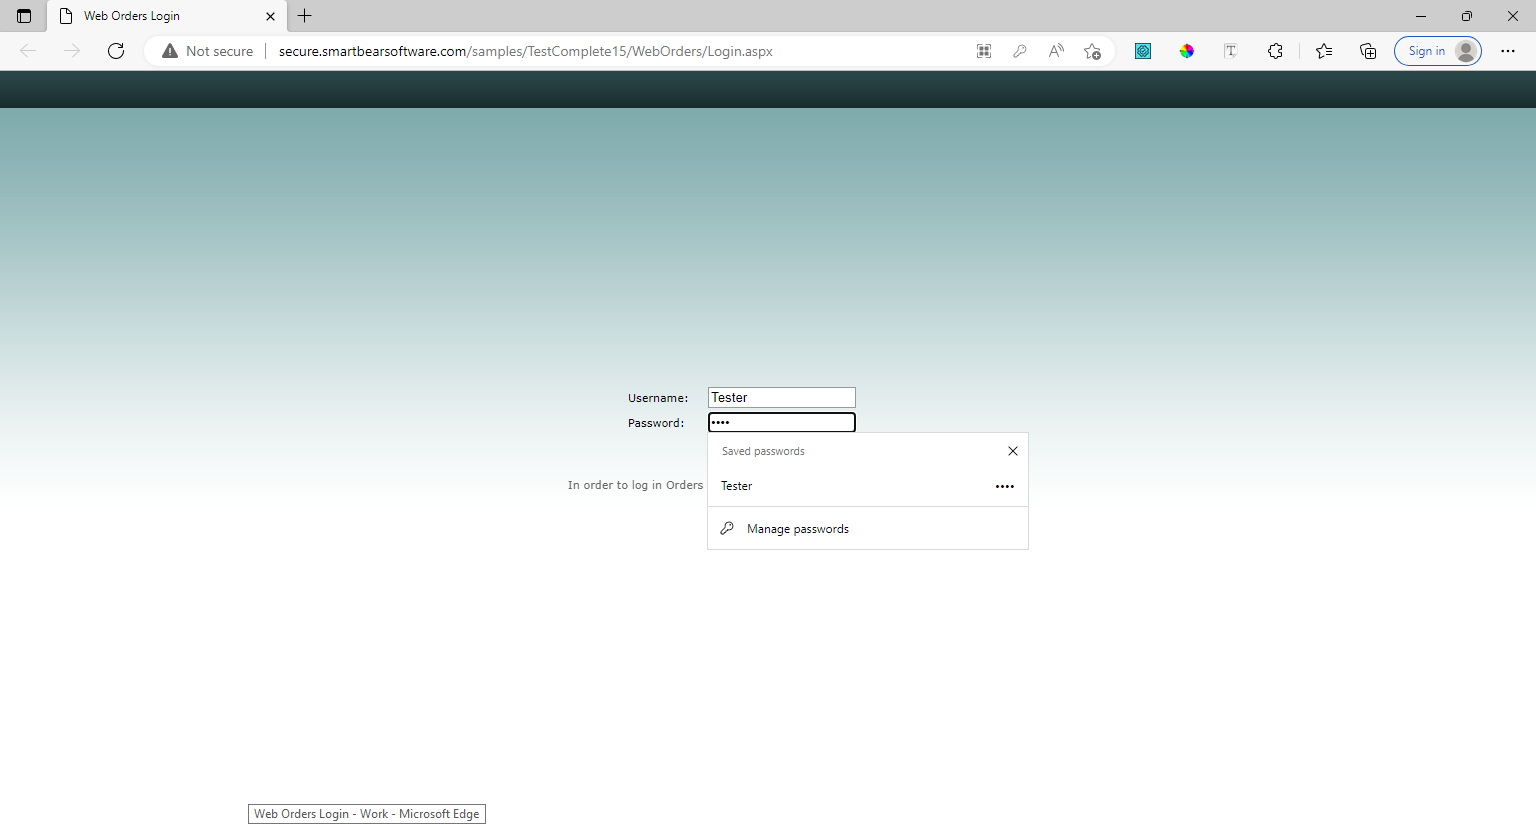 Web Orders Login
Not secure
secure.smartbearsoftware.com/samples/TestComplete15/WebOrders/Login.aspx
Sign in
Username:
Tester
Password:
••••
Saved passwords
Tester
••••
In order to log in Orders
Manage passwords
Web Orders Login - Work - Microsoft Edge